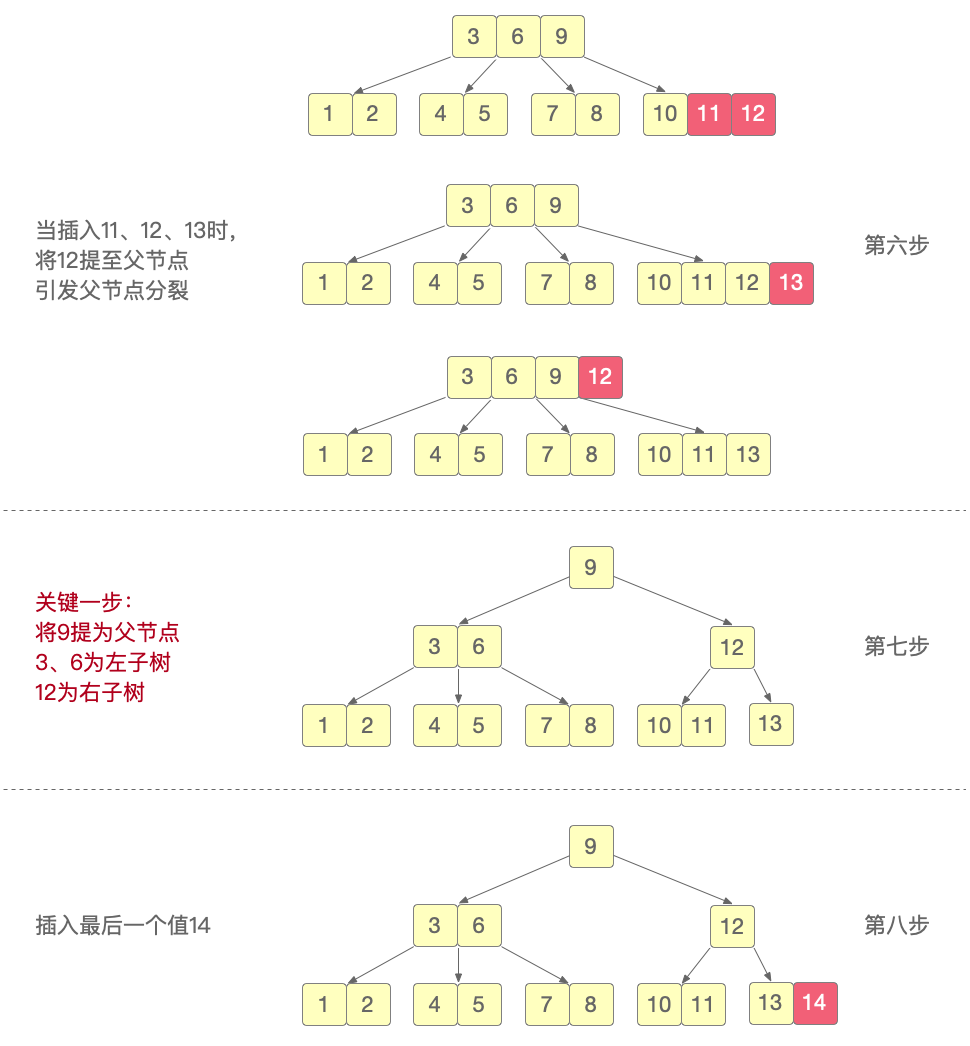 3 6 9
1 2 4 5 7 8 10 11 12
当插入11、12、13时，
将12提至父节点
引发父节点分裂
第六步
3 6 9
1 2 4 5 7 8 10 11 12 13
3 6 9 12
1 2 4 5 7 8 10 11 13
关键一步：
将9提为父节点
3、6为左子树
12为右子树
第七步
9
3 6 12
1 2 4 5 7 8 10 11 13
插入最后一个值14
第八步
9
3 6 12
1 2 4 5 7 8 10 11 13 14